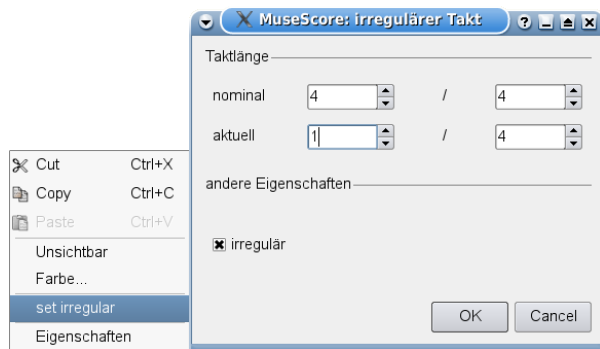 MuseScore: irregulärer Takt
Taktlänge
nominal 4 / 4
aktuell 1 / 4
andere Eigenschaften
irregulär
OK Cancel
Cut Ctrl+X
Copy Ctrl+C
Paste Ctrl+V
Unsichtbar
Farbe...
set irregular
Eigenschaften